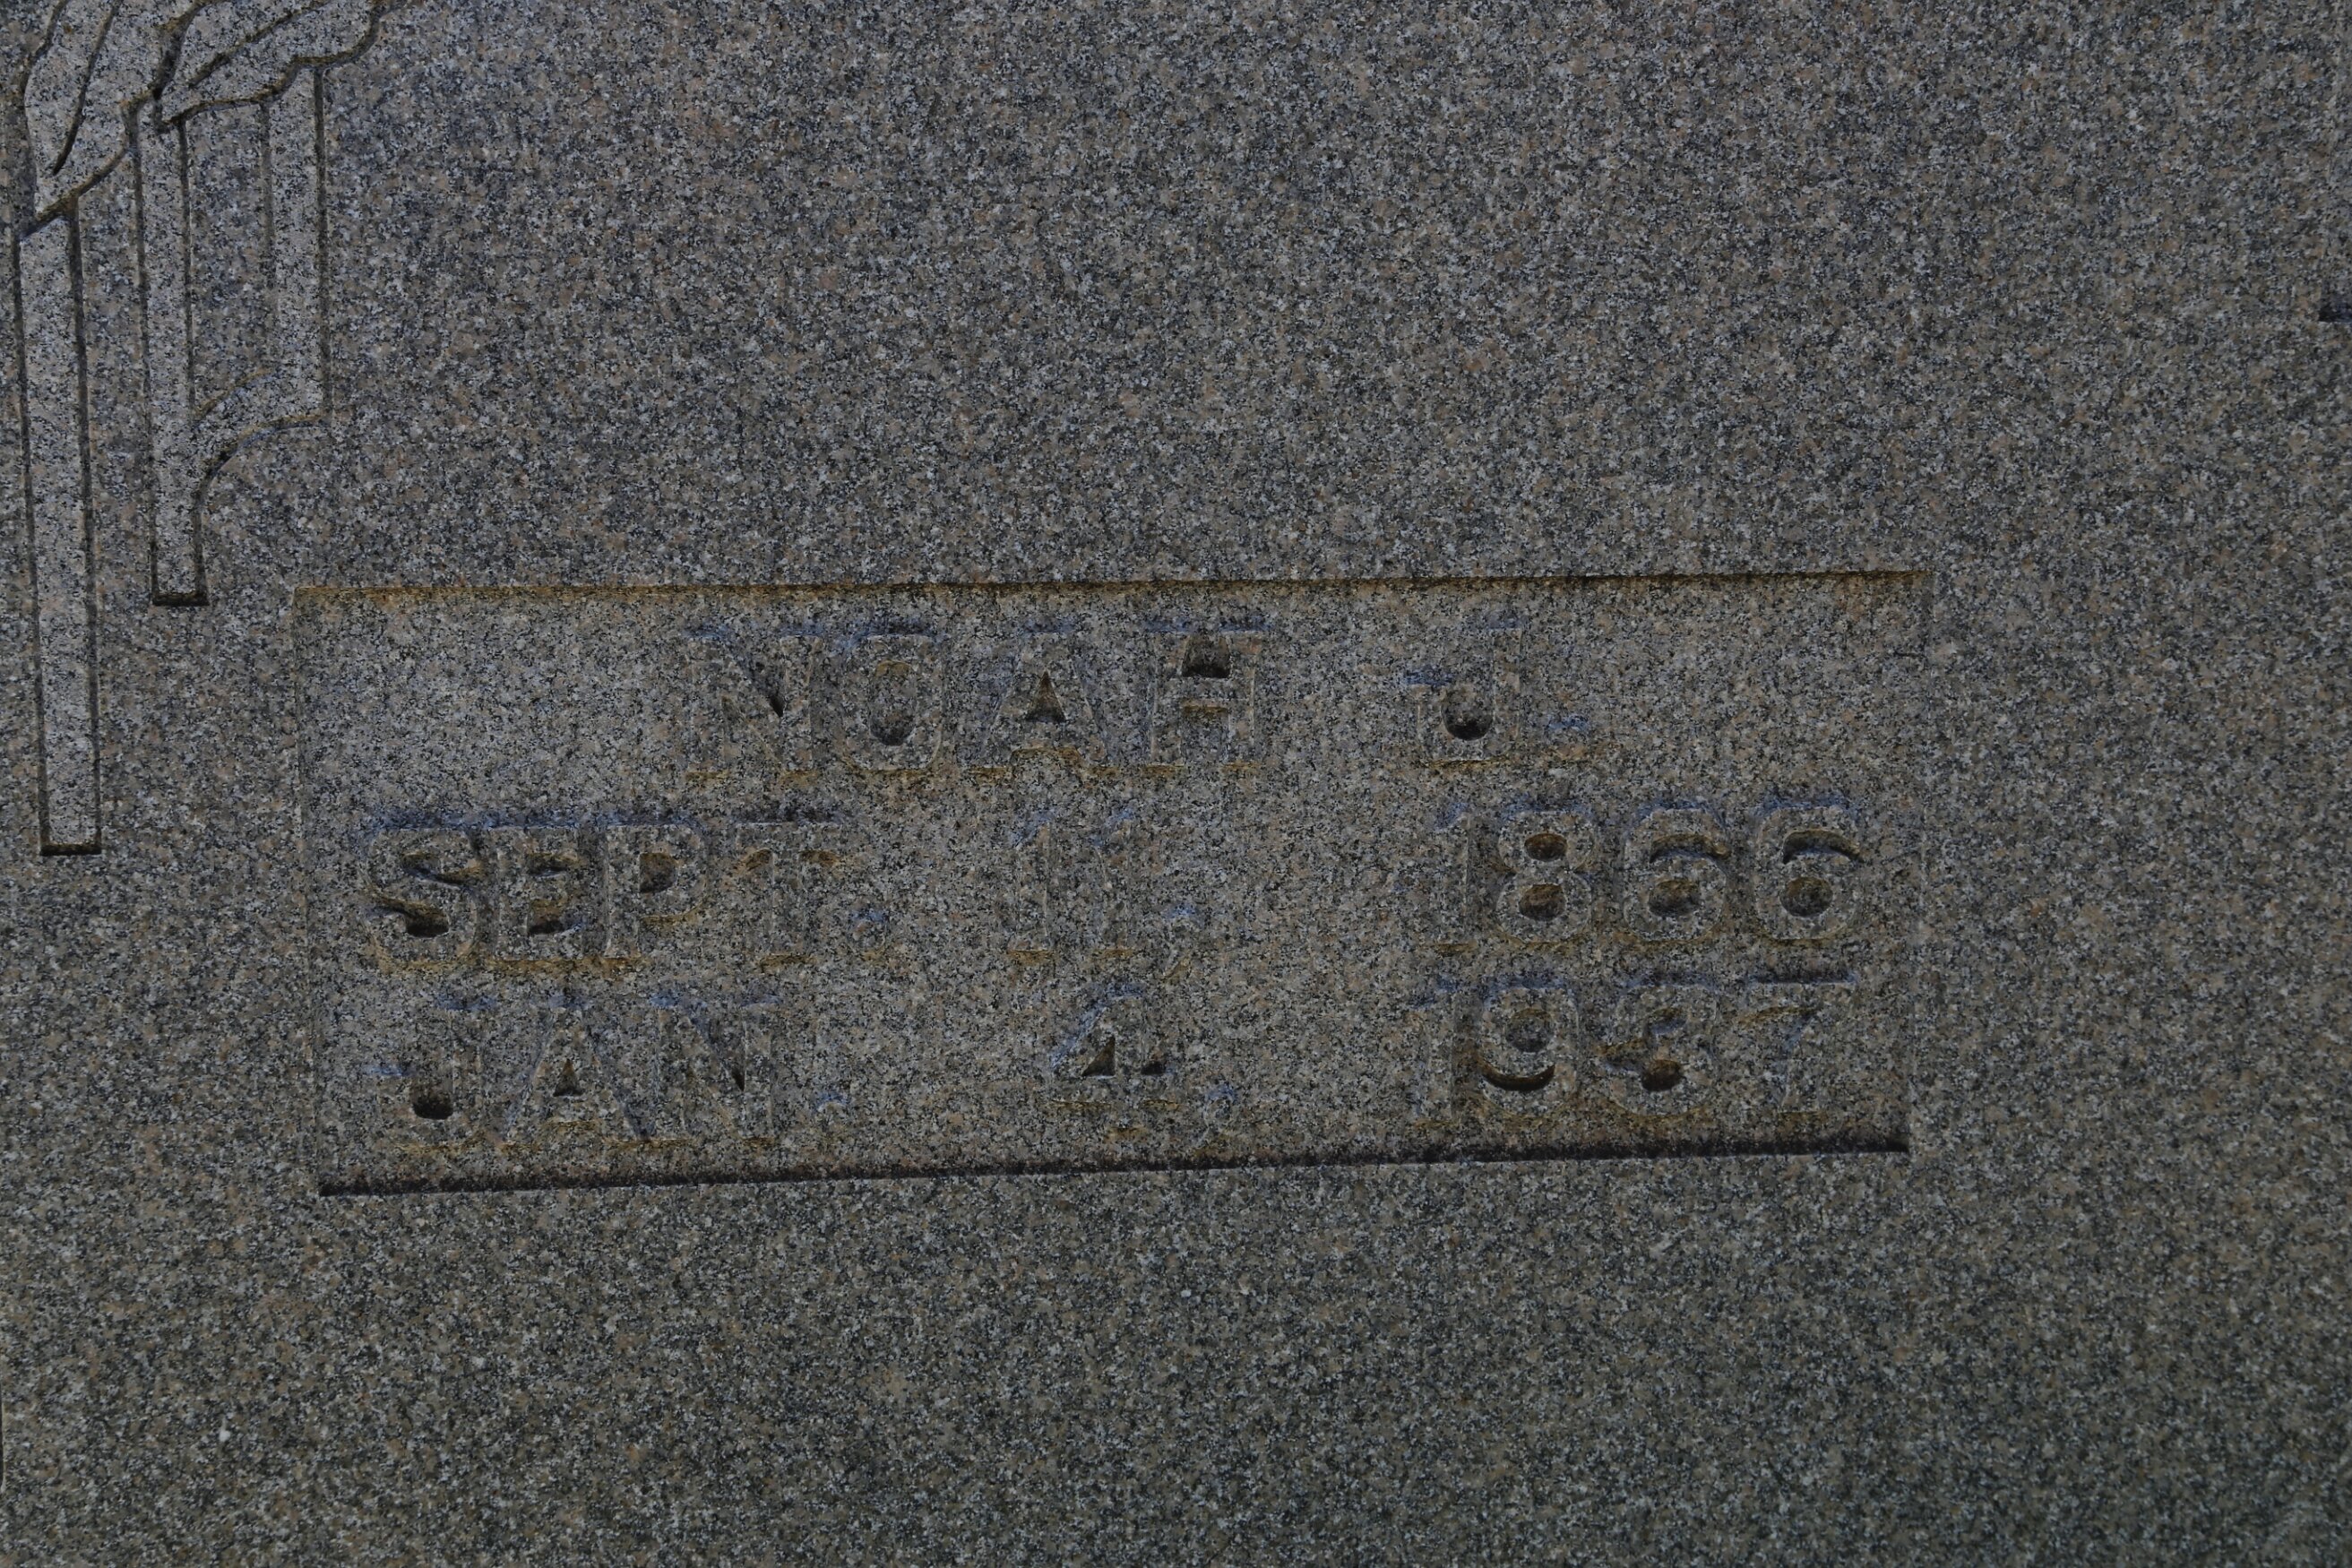 NOAH J.
SEPT. 11, 1866
JAN. 4, 1937